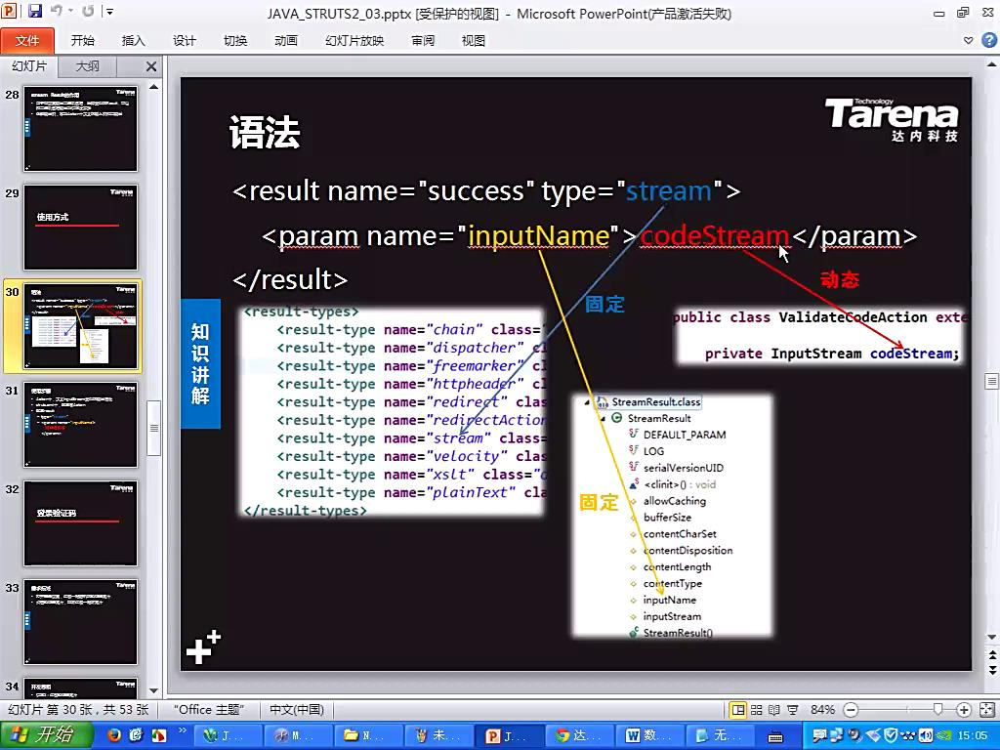 JAVA_STRUTS2_03.pptx [受保护的视图] - Microsoft PowerPoint(产品激活失败)
文件 开始 插入 设计 切换 动画 幻灯片放映 审阅 视图
幻灯片 大纲
28
29
使用方式
30
语法
31
32
登录验证码
33
34
Technology
Tarena
达内科技
语法
<result name="success" type="stream">
<param name="inputName">codeStream</param>
</result>
动态
固定
知识讲解
<result-types>
<result-type name="chain" class=
<result-type name="dispatcher" cl
<result-type name="freemarker" cl
<result-type name="httpheader" cl
<result-type name="redirect" clas
<result-type name="redirectAction
<result-type name="stream" class=
<result-type name="velocity" clas
<result-type name="xslt" class="o
<result-type name="plainText" cla
</result-types>
public class ValidateCodeAction exte
private InputStream codeStream;
固定
StreamResult.class
StreamResult
DEFAULT_PARAM
LOG
serialVersionUID
<clinit>() : void
allowCaching
bufferSize
contentCharSet
contentDisposition
contentLength
contentType
inputName
inputStream
StreamResult()
幻灯片 第 30 张，共 53 张 "Office 主题" 中文(中国) 84%
开始 J... M... N... 未... J... 达... 数... 无... 15:05